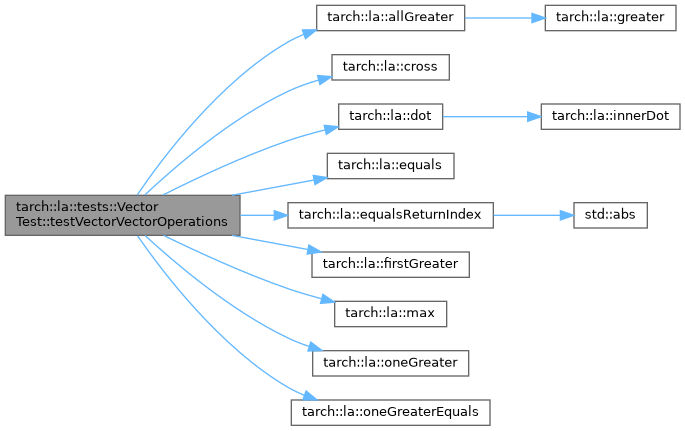 tarch::la::allGreater
tarch::la::greater
tarch::la::cross
tarch::la::dot
tarch::la::innerDot
tarch::la::equals
tarch::la::tests::Vector
Test::testVectorVectorOperations
tarch::la::equalsReturnIndex
std::abs
tarch::la::firstGreater
tarch::la::max
tarch::la::oneGreater
tarch::la::oneGreaterEquals